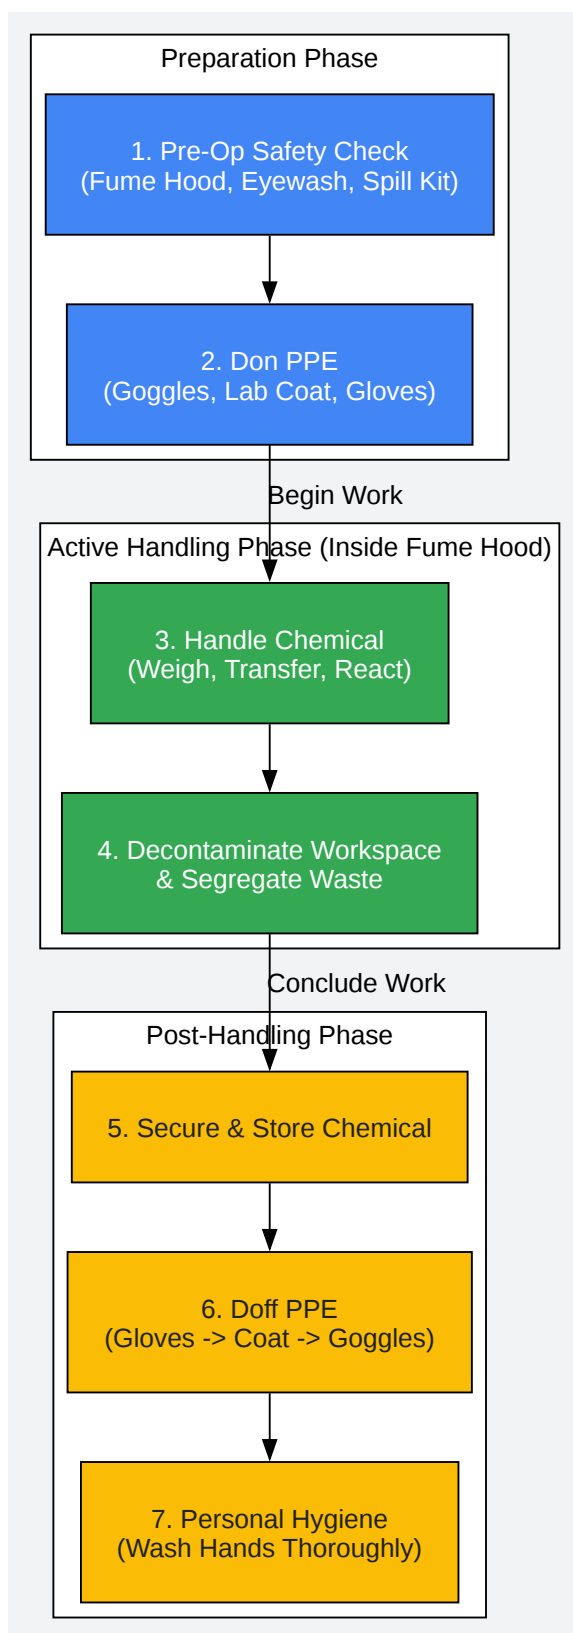 Preparation Phase
1. Pre-Op Safety Check
(Fume Hood, Eyewash, Spill Kit)
2. Don PPE
(Goggles, Lab Coat, Gloves)
Begin Work
Active Handling Phase (Inside Fume Hood)
3. Handle Chemical
(Weigh, Transfer, React)
4. Decontaminate Workspace
& Segregate Waste
Conclude Work
Post-Handling Phase
5. Secure & Store Chemical
6. Doff PPE
(Gloves -> Coat -> Goggles)
7. Personal Hygiene
(Wash Hands Thoroughly)